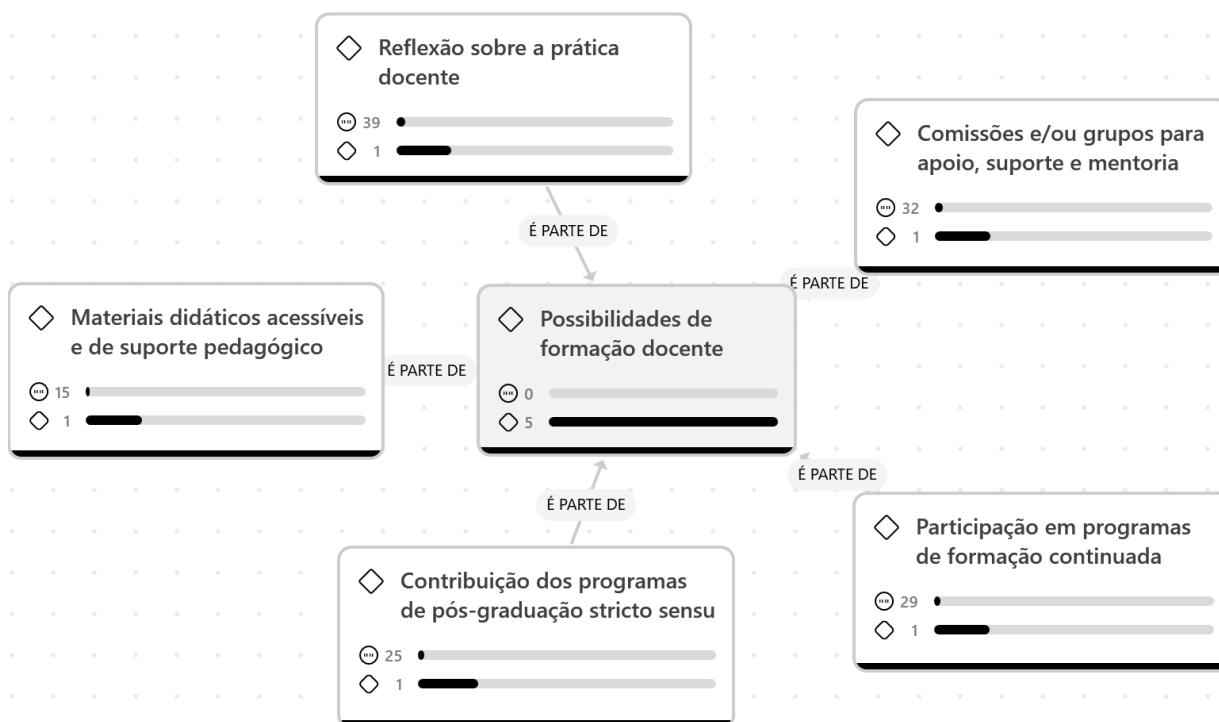 Reflexão sobre a prática
docente
39
1
É PARTE DE
Comissões e/ou grupos para
apoio, suporte e mentoria
32
1
É PARTE DE
Materiais didáticos acessíveis
e de suporte pedagógico
15
1
É PARTE DE
Possibilidades de
formação docente
0
5
É PARTE DE
Participação em programas
de formação continuada
29
1
É PARTE DE
Contribuição dos programas
de pós-graduação stricto sensu
25
1